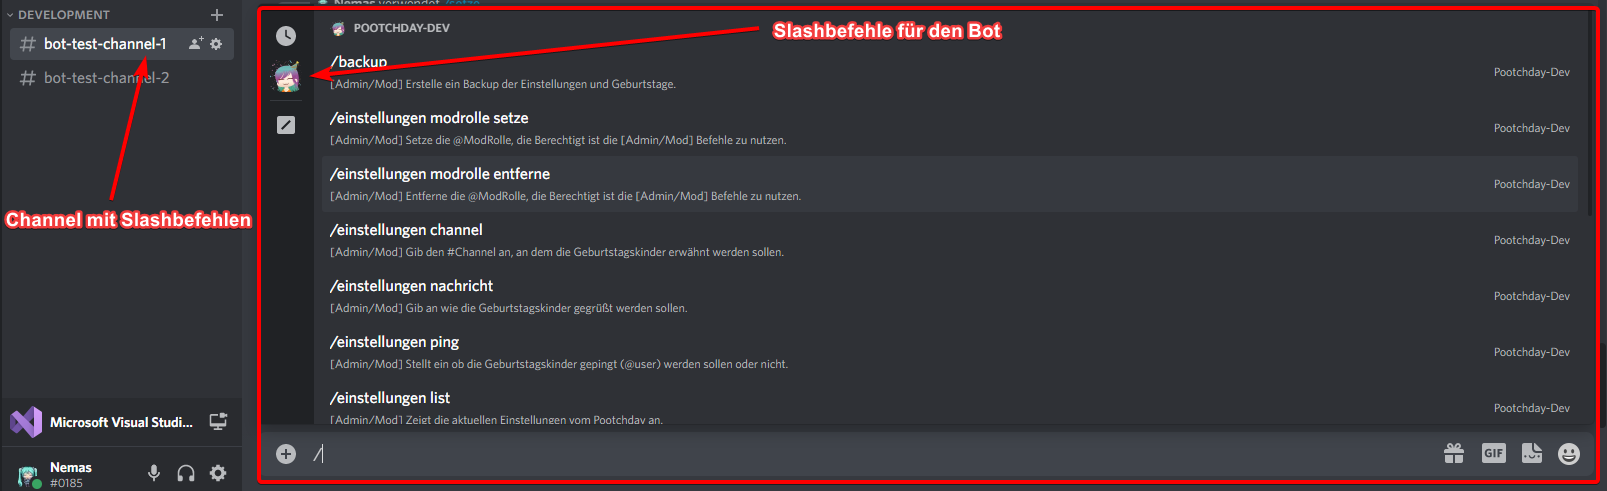 DEVELOPMENT
bot-test-channel-1
bot-test-channel-2
Channel mit Slashbefehlen
Microsoft Visual Studi...
Nemas
#0185
Nemas verwendet /setze
POOTCHDAY-DEV
Slashbefehle für den Bot
/backup
[Admin/Mod] Erstelle ein Backup der Einstellungen und Geburtstage.
Pootchday-Dev
/einstellungen modrolle setze
[Admin/Mod] Setze die @ModRolle, die Berechtigt ist die [Admin/Mod] Befehle zu nutzen.
Pootchday-Dev
/einstellungen modrolle entferne
[Admin/Mod] Entferne die @ModRolle, die Berechtigt ist die [Admin/Mod] Befehle zu nutzen.
Pootchday-Dev
/einstellungen channel
[Admin/Mod] Gib den #Channel an, an dem die Geburtstagskinder erwähnt werden sollen.
Pootchday-Dev
/einstellungen nachricht
[Admin/Mod] Gib an wie die Geburtstagskinder gegrüßt werden sollen.
Pootchday-Dev
/einstellungen ping
[Admin/Mod] Stellt ein ob die Geburtstagskinder gepingt (@user) werden sollen oder nicht.
Pootchday-Dev
/einstellungen list
[Admin/Mod] Zeigt die aktuellen Einstellungen vom Pootchday an.
Pootchday-Dev
/
GIF